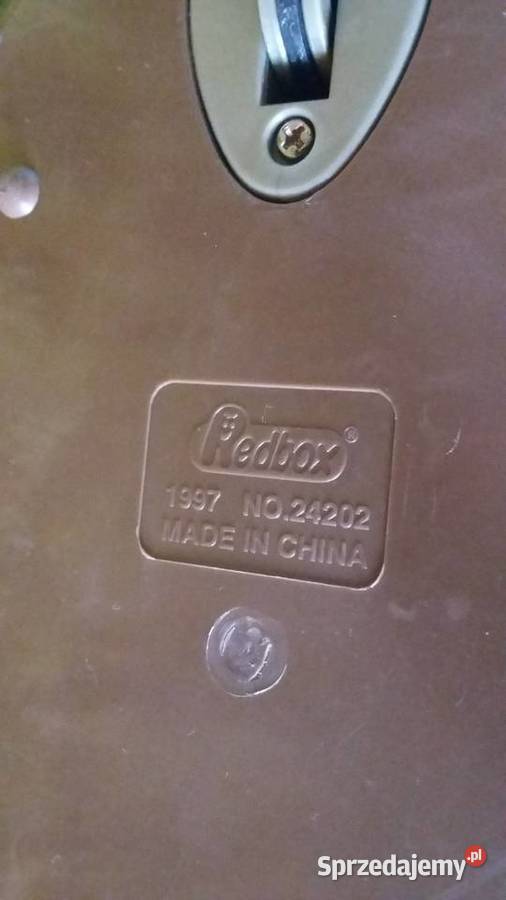 Redbox®
1997 NO.24202
MADE IN CHINA
Sprzedajemy.pl